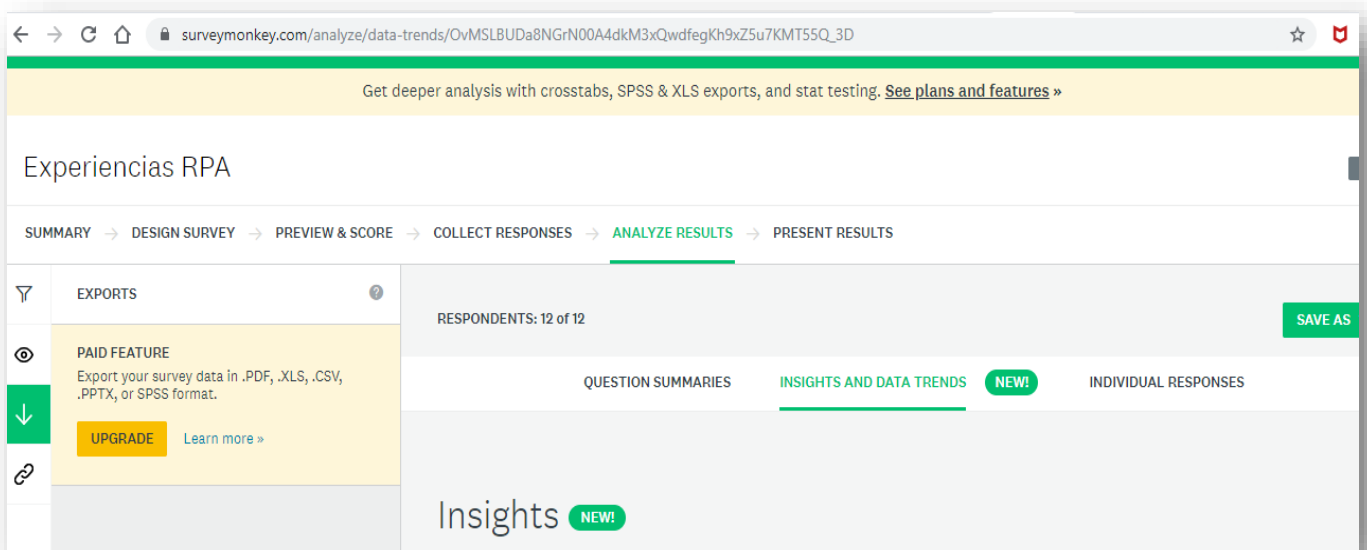 surveymonkey.com/analyze/data-trends/OvMSLBUDa8NGrN00A4dkM3xQwdfegKh9xZ5u7KMT55Q_3D
Get deeper analysis with crosstabs, SPSS & XLS exports, and stat testing. See plans and features »
Experiencias RPA
SUMMARY → DESIGN SURVEY → PREVIEW & SCORE → COLLECT RESPONSES → ANALYZE RESULTS → PRESENT RESULTS
EXPORTS ?
PAID FEATURE
Export your survey data in .PDF, .XLS, .CSV,
.PPTX, or SPSS format.
UPGRADE Learn more »
RESPONDENTS: 12 of 12
SAVE AS
QUESTION SUMMARIES INSIGHTS AND DATA TRENDS NEW! INDIVIDUAL RESPONSES
Insights NEW!